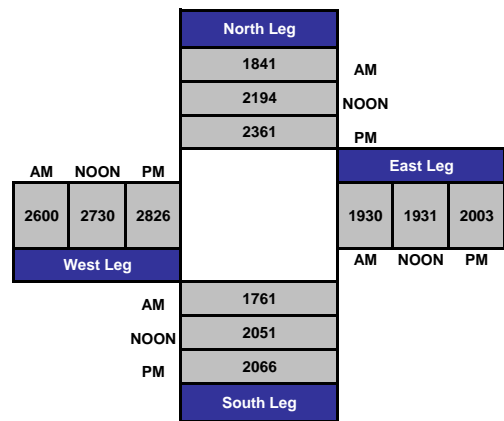 North Leg
1841 AM
2194 NOON
2361 PM
AM NOON PM East Leg
2600 2730 2826 1930 1931 2003
West Leg AM NOON PM
AM 1761
NOON 2051
PM 2066
South Leg